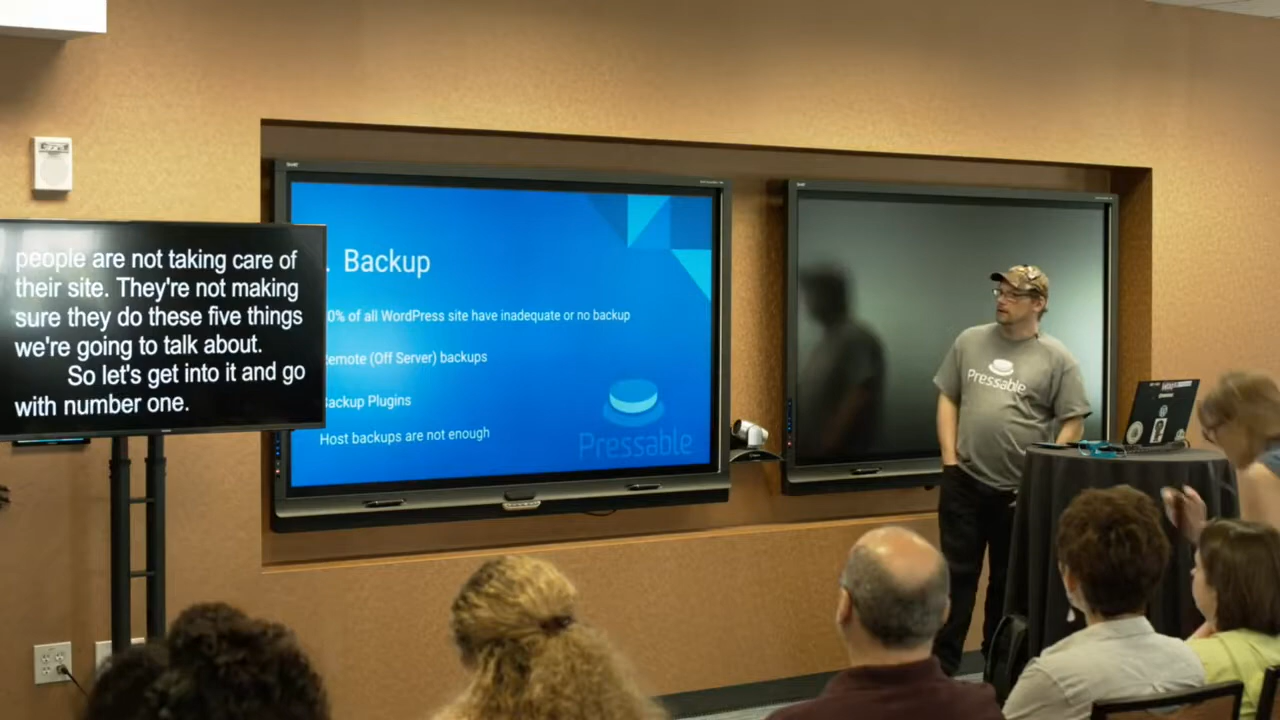 people are not taking care of
their site. They're not making
sure they do these five things
we're going to talk about.
So let's get into it and go
with number one.
. Backup
0% of all WordPress site have inadequate or no backup
emote (Off Server) backups
ackup Plugins
Host backups are not enough
Pressable
Pressable